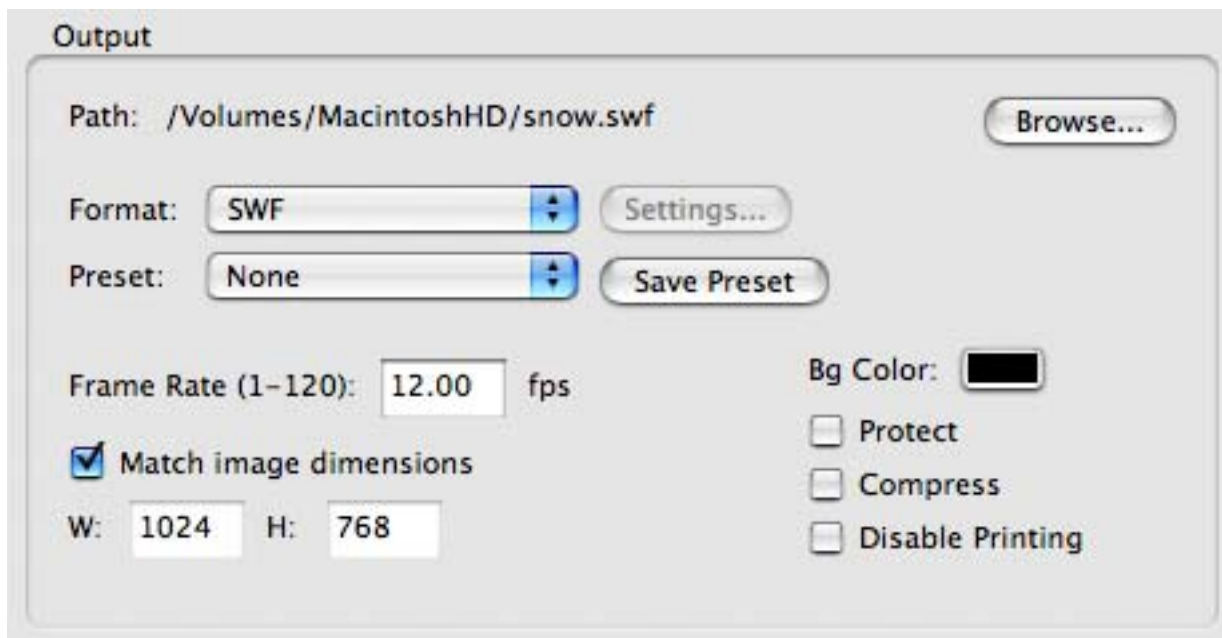 Output
Path: /Volumes/MacintoshHD/snow.swf
Browse...
Format: SWF Settings...
Preset: None Save Preset
Frame Rate (1-120): 12.00 fps
Bg Color:
Protect
Match image dimensions
Compress
W: 1024 H: 768
Disable Printing